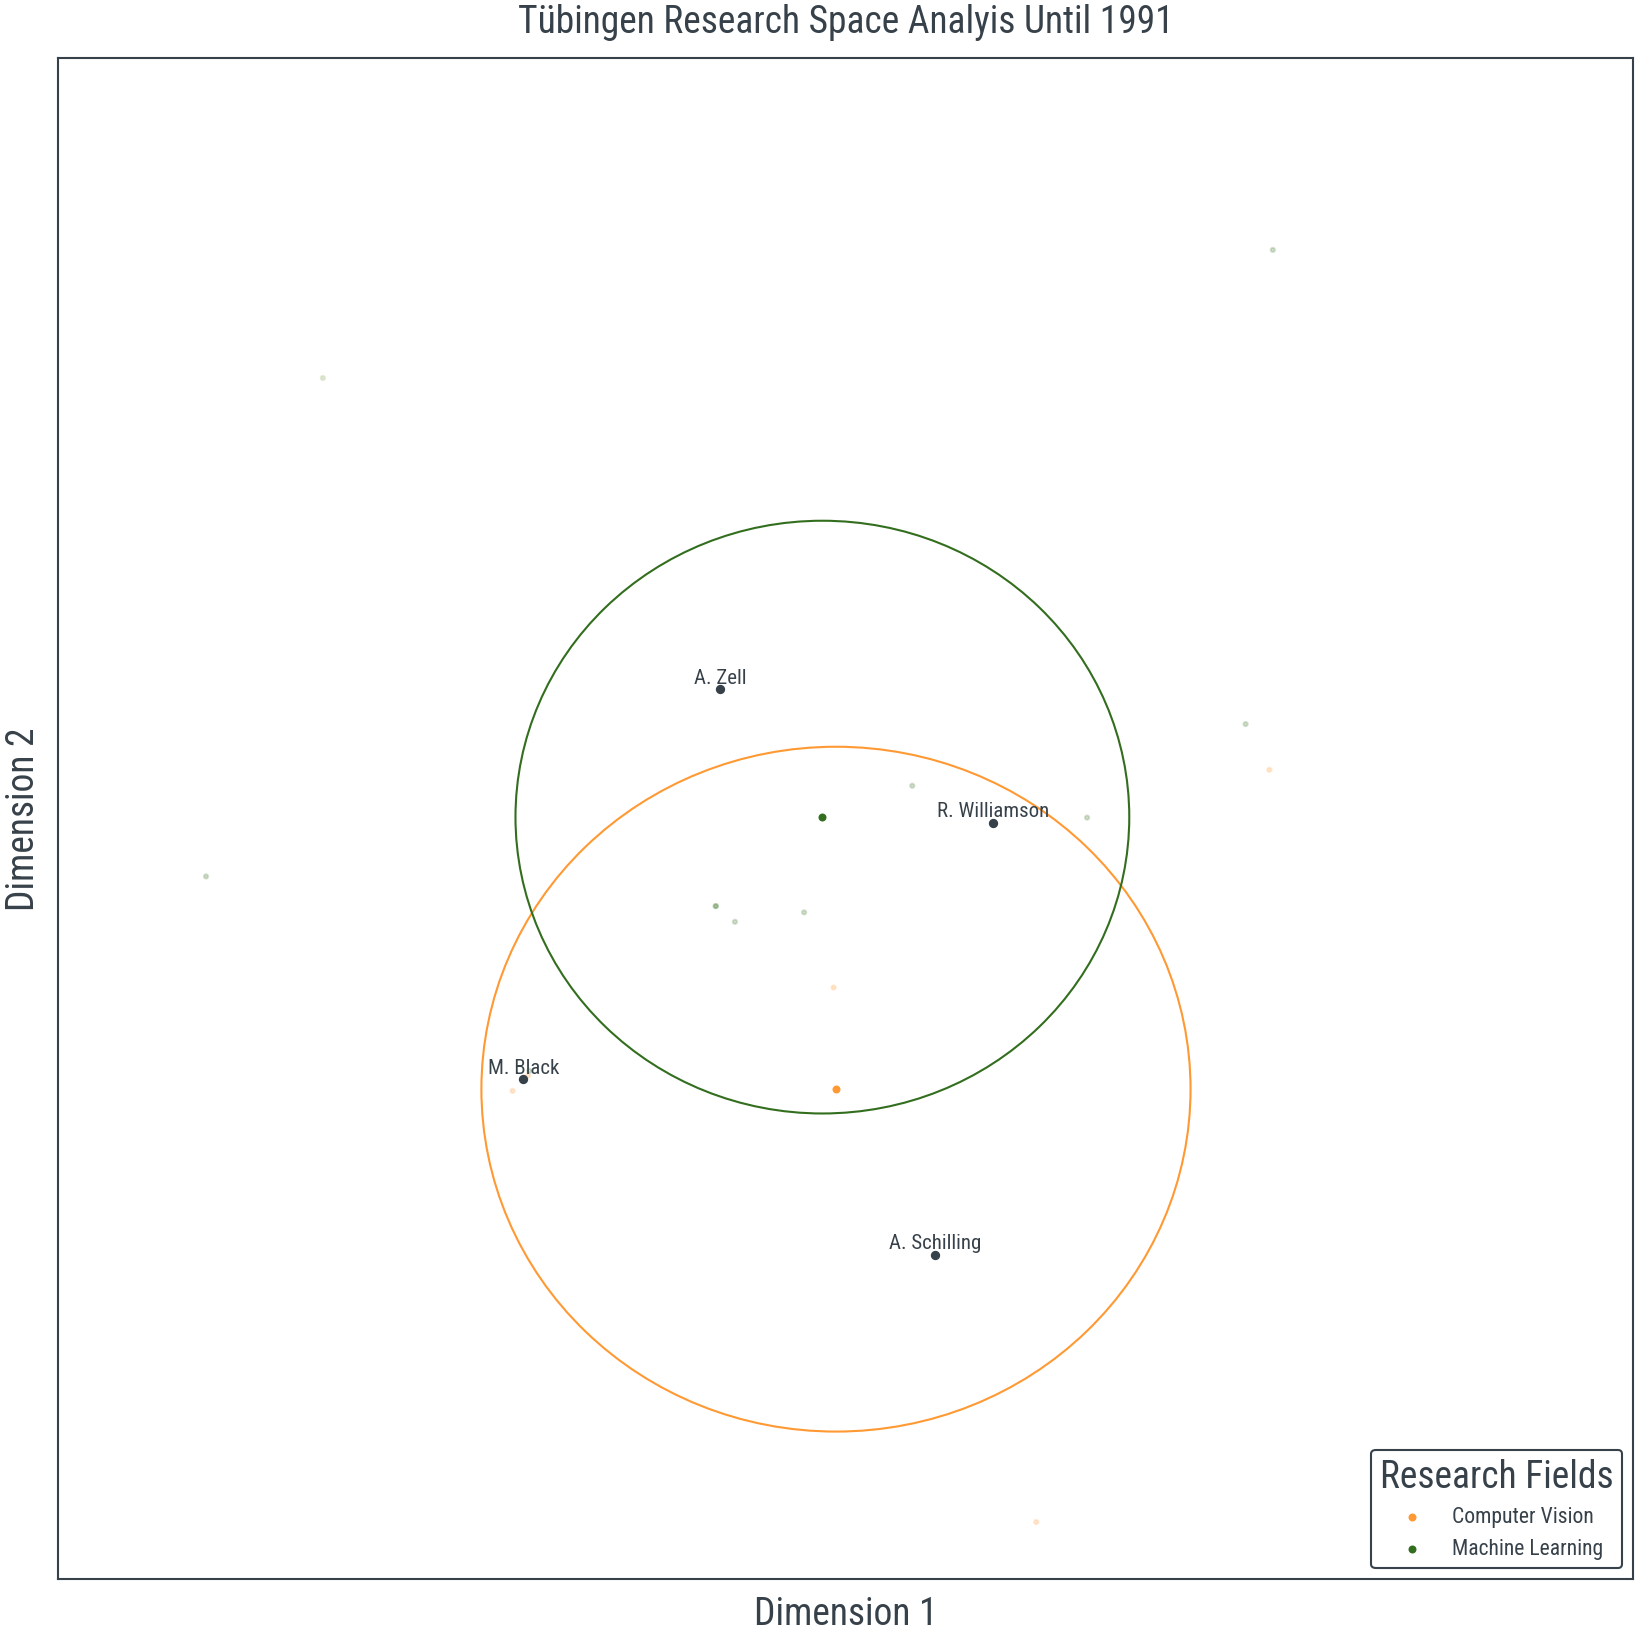 Tübingen Research Space Analyis Until 1991
A. Zell
R. Williamson
M. Black
A. Schilling
Dimension 2
Dimension 1
Research Fields
Computer Vision
Machine Learning